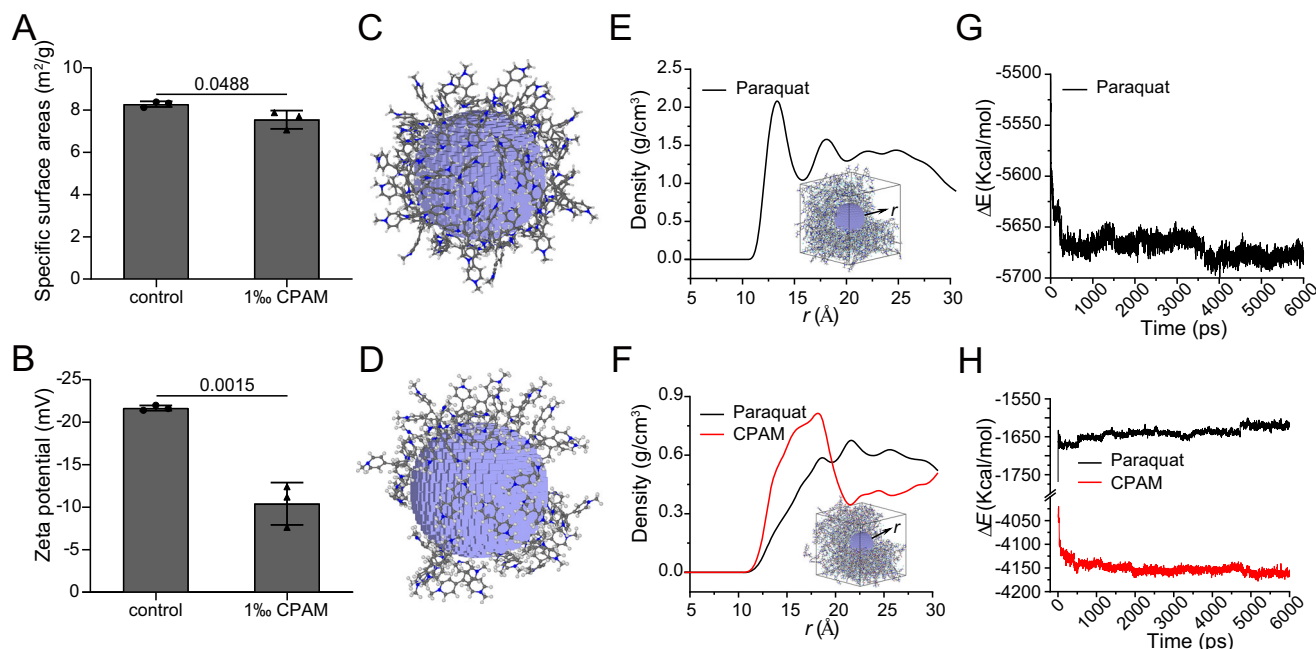 A
Specific surface areas (m²/g)
10
8
6
4
2
0
0.0488
control
1‰ CPAM
B
Zeta potential (mV)
-25
-20
-15
-10
-5
0
0.0015
control
1‰ CPAM
C
D
E
Density (g/cm³)
2.5
2.0
1.5
1.0
0.5
0.0
Paraquat
r
5 10 15 20 25 30
r (Å)
F
Density (g/cm³)
0.9
0.6
0.3
0.0
Paraquat
CPAM
r
5 10 15 20 25 30
r (Å)
G
ΔE(Kcal/mol)
-5500
-5550
-5600
-5650
-5700
Paraquat
0 1000 2000 3000 4000 5000 6000
Time (ps)
H
ΔE(Kcal/mol)
-1550
-1650
-1750
-4050
-4100
-4150
-4200
Paraquat
CPAM
0 1000 2000 3000 4000 5000 6000
Time (ps)